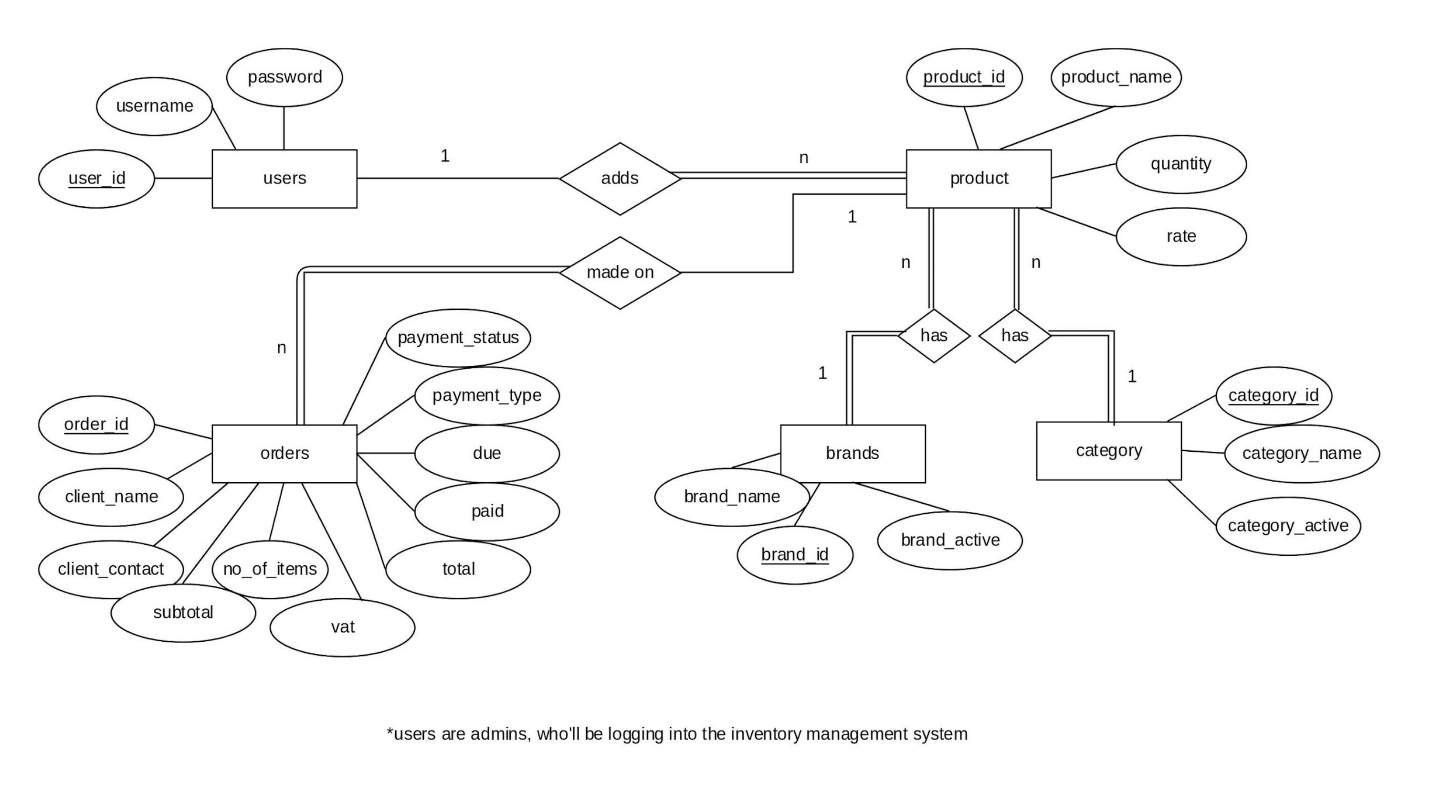 password
product_id
product_name
username
1
n
quantity
user_id
users
adds
product
1
rate
made on
n
n
payment_status
has
has
n
1
1
payment_type
category_id
order_id
orders
due
brands
category
category_name
client_name
brand_name
paid
category_active
client_contact
no_of_items
total
brand_id
brand_active
subtotal
vat
*users are admins, who'll be logging into the inventory management system